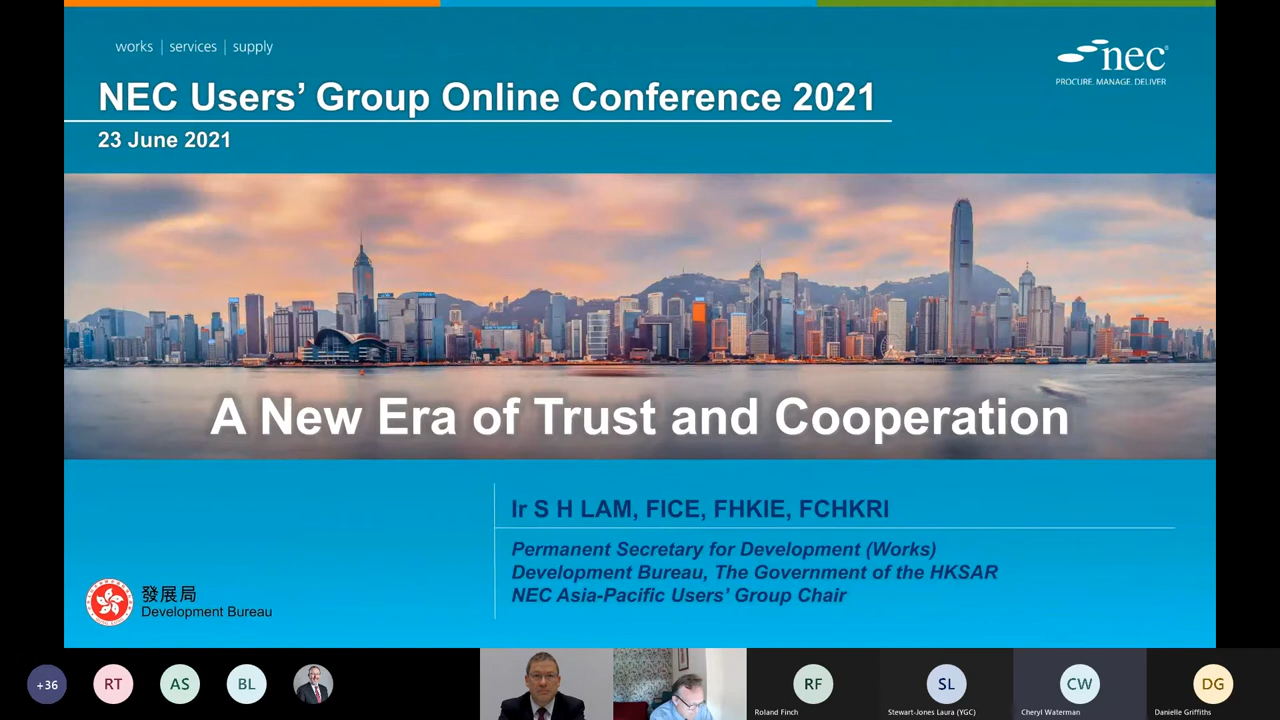 works | services | supply
nec®
PROCURE. MANAGE. DELIVER
NEC Users’ Group Online Conference 2021
23 June 2021
A New Era of Trust and Cooperation
Ir S H LAM, FICE, FHKIE, FCHKRI
Permanent Secretary for Development (Works)
Development Bureau, The Government of the HKSAR
NEC Asia-Pacific Users’ Group Chair
發展局
Development Bureau
+36
RT
AS
BL
RF
Roland Finch
SL
Stewart-Jones Laura (YGC)
CW
Cheryl Waterman
DG
Danielle Griffiths